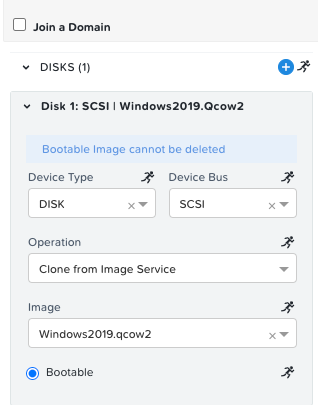 Join a Domain
DISKS (1)
Disk 1: SCSI | Windows2019.Qcow2
Bootable Image cannot be deleted
Device Type Device Bus
DISK SCSI
Operation
Clone from Image Service
Image
Windows2019.qcow2
Bootable